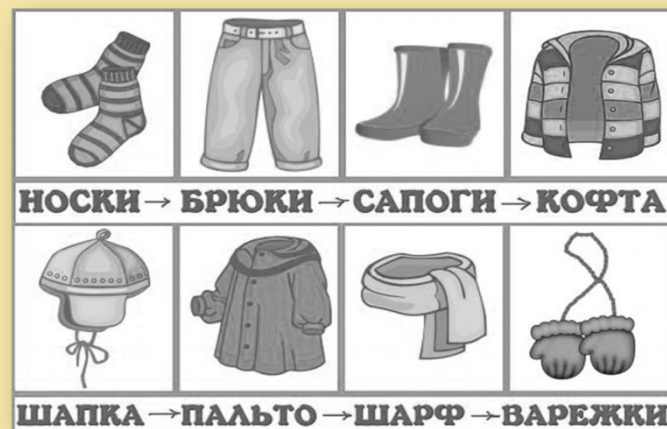 НОСКИ → БРЮКИ → САПОГИ → КОФТА
ШАПКА → ПАЛЬТО → ШАРФ → ВАРЕЖКИ